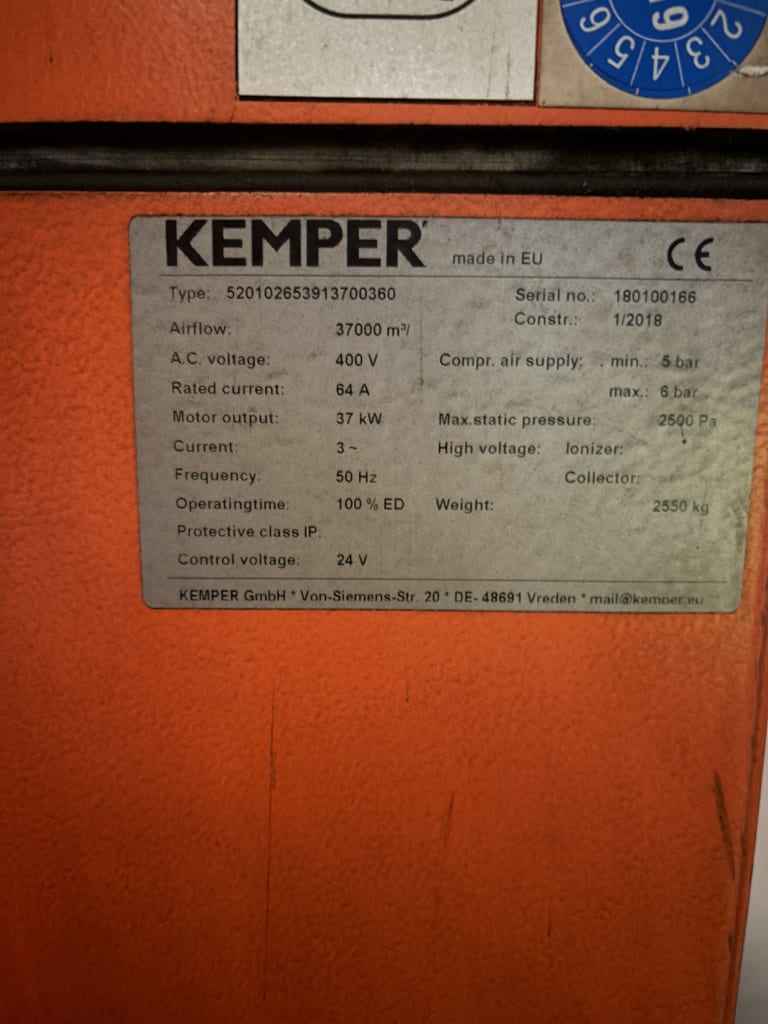 6 5 4 3 2
9
KEMPER made in EU CE
Type: 520102653913700360 Serial no.: 180100166
Constr.: 1/2018
Airflow: 37000 m³/
A.C. voltage: 400 V Compr. air supply: . min.: 5 bar
Rated current: 64 A max.: 6 bar
Motor output: 37 kW Max.static pressure: 2500 Pa
Current: 3 ~ High voltage: Ionizer:
Frequency: 50 Hz Collector:
Operatingtime: 100 % ED Weight: 2550 kg
Protective class IP:
Control voltage: 24 V
KEMPER GmbH * Von-Siemens-Str. 20 * DE- 48691 Vreden * mail@kemper.eu